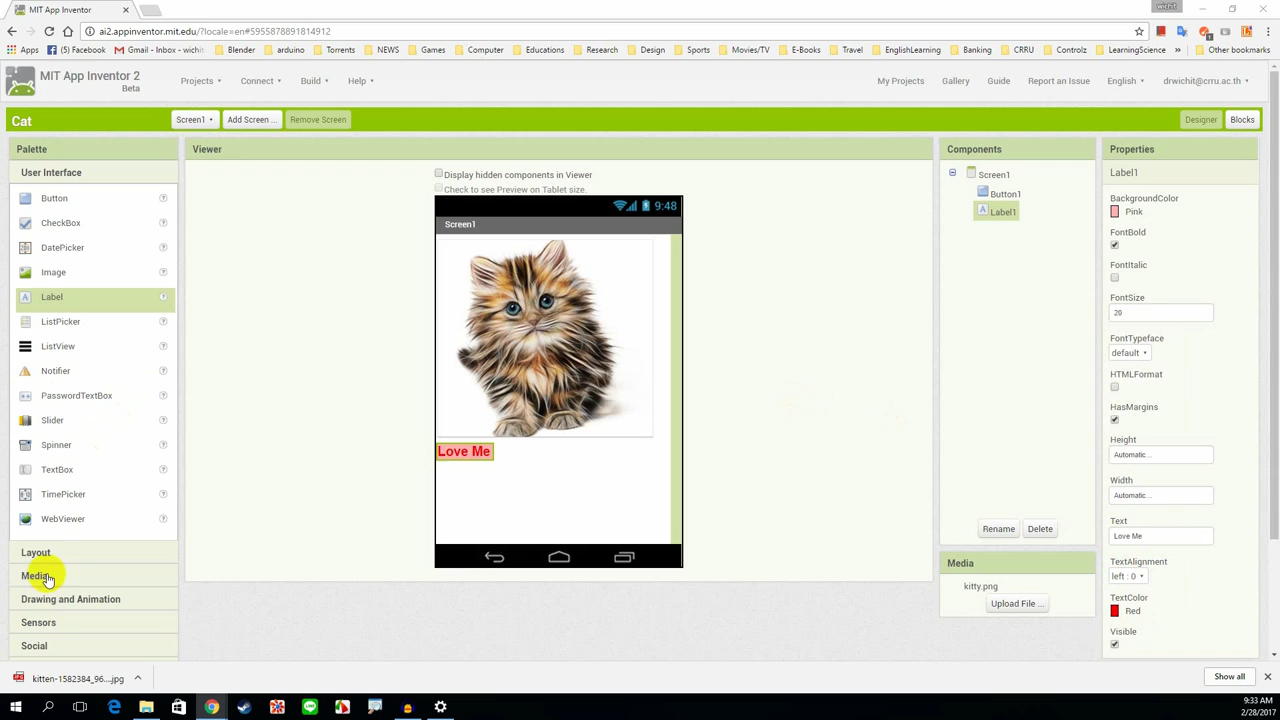 wichit
MIT App Inventor 2
ai2.appinventor.mit.edu/?locale=en#5955878891814912
Apps (5) Facebook Gmail - Inbox - wichit Blender arduino Torrents NEWS Games Computer Educations Research Design Sports Movies/TV E-Books Travel EnglishLearning Banking CRRU Controlz LearningScience » Other bookmarks
MIT App Inventor 2
Beta
Projects Connect Build Help My Projects Gallery Guide Report an Issue English drwichit@crru.ac.th
Cat Screen1 Add Screen ... Remove Screen Designer Blocks
Palette
User Interface
Button
CheckBox
DatePicker
Image
Label
ListPicker
ListView
Notifier
PasswordTextBox
Slider
Spinner
TextBox
TimePicker
WebViewer
Layout
Media
Drawing and Animation
Sensors
Social
Viewer
Display hidden components in Viewer
Check to see Preview on Tablet size.
9:48
Screen1
Love Me
Components
Screen1
Button1
Label1
Rename Delete
Media
kitty.png
Upload File ...
Properties
Label1
BackgroundColor
Pink
FontBold
FontItalic
FontSize
20
FontTypeface
default
HTMLFormat
HasMargins
Height
Automatic...
Width
Automatic...
Text
Love Me
TextAlignment
left : 0
TextColor
Red
Visible
kitten-1582384_96....jpg Show all
9:33 AM
2/28/2017